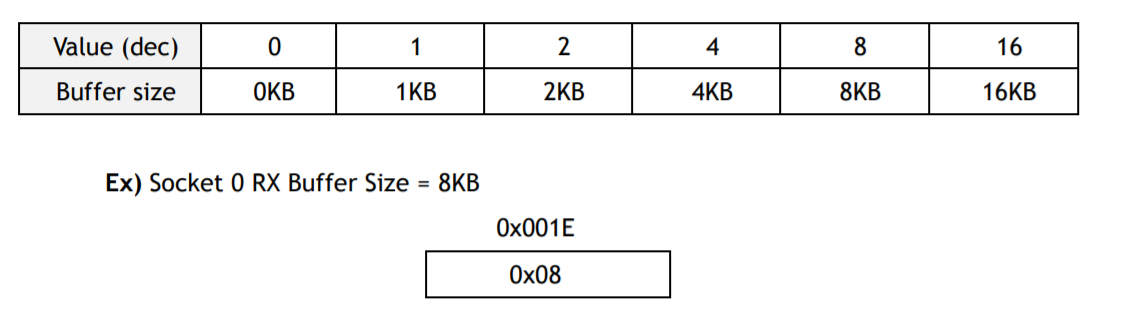 Value (dec) 0 1 2 4 8 16
Buffer size 0KB 1KB 2KB 4KB 8KB 16KB
Ex) Socket 0 RX Buffer Size = 8KB
0x001E
0x08